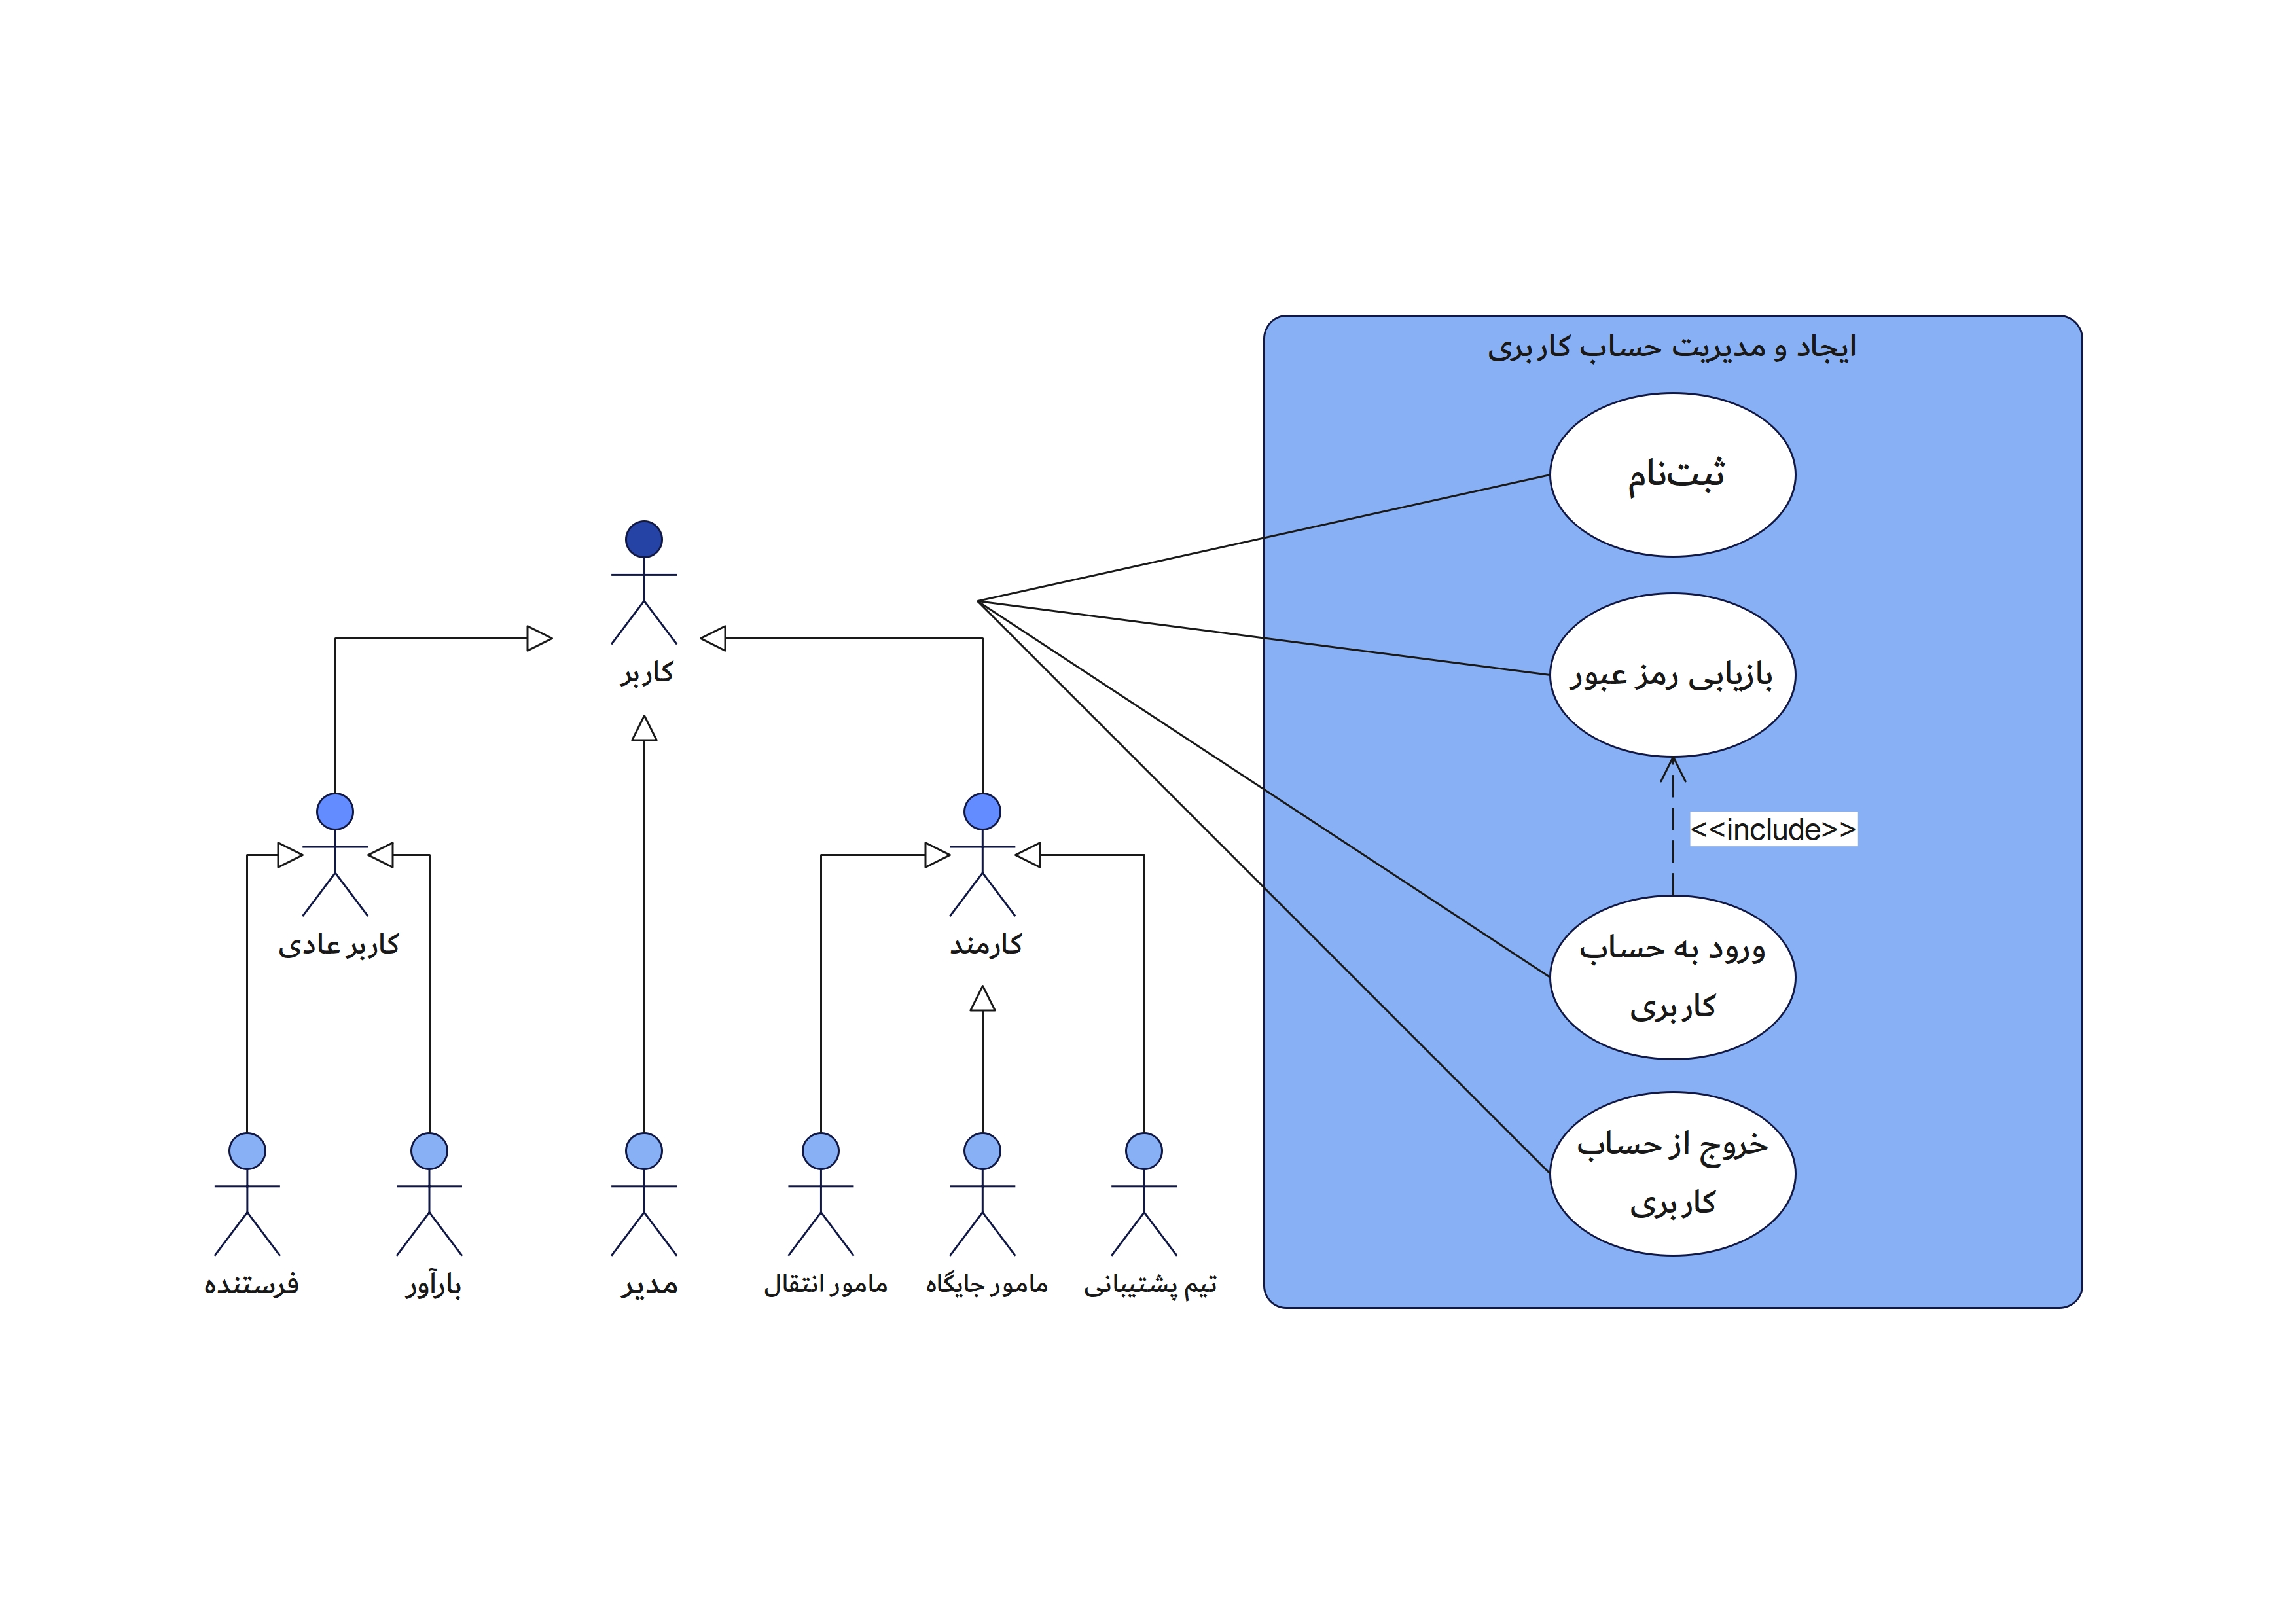 ایجاد و مدیریت حساب کاربری
ثبت‌نام
بازیابی رمز عبور
<<include>>
ورود به حساب
کاربری
خروج از حساب
کاربری
کاربر
کاربر عادی
کارمند
فرستنده
بارآور
مدیر
مامور انتقال
مامور جایگاه
تیم پشتیبانی